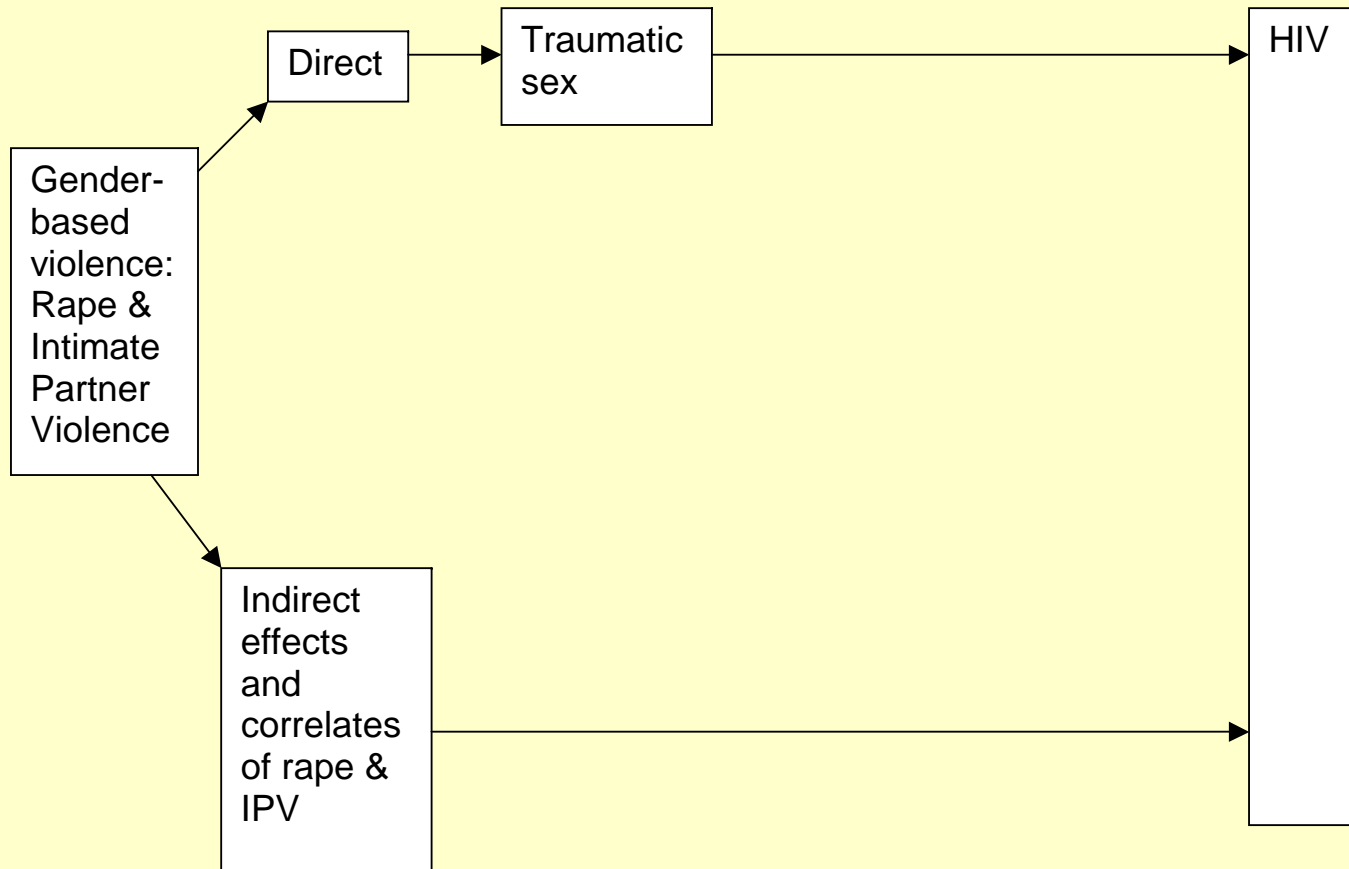 Direct
Traumatic
sex
HIV
Gender-
based
violence:
Rape &
Intimate
Partner
Violence
Indirect
effects
and
correlates
of rape &
IPV